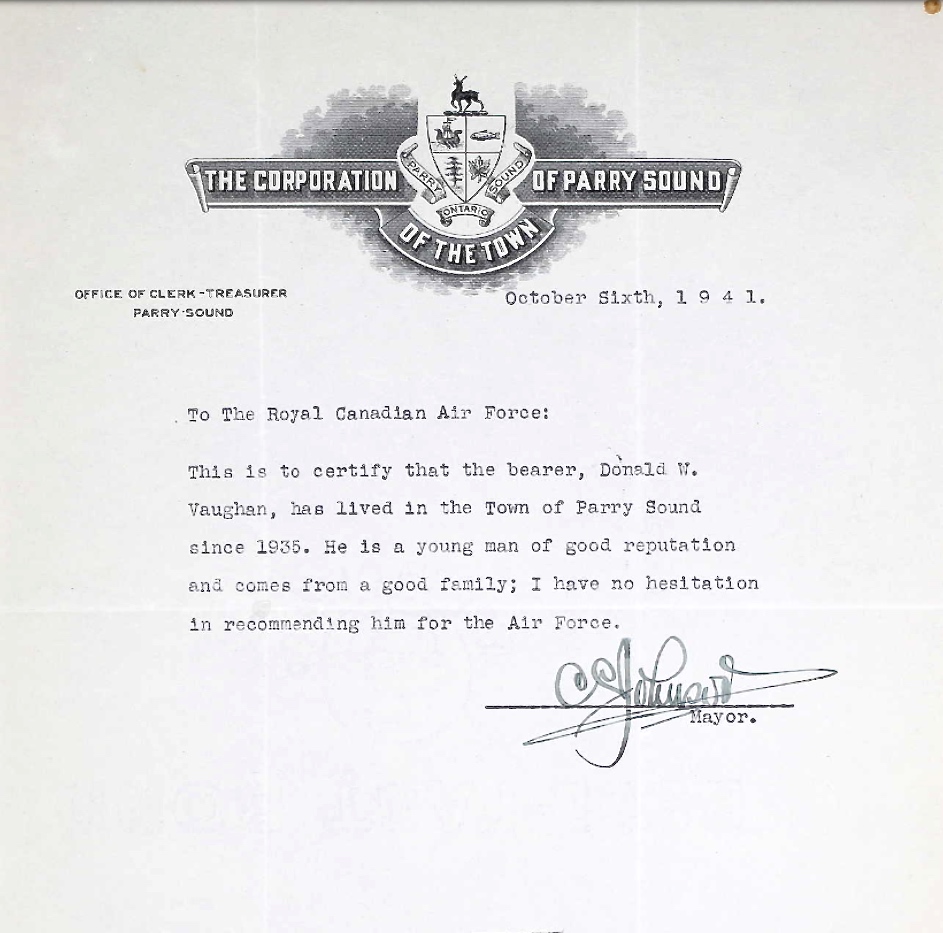 THE CORPORATION OF THE TOWN OF PARRY SOUND
PARRY SOUND
ONTARIO
OFFICE OF CLERK-TREASURER
PARRY SOUND
October Sixth, 1 9 4 1.
To The Royal Canadian Air Force:
This is to certify that the bearer, Donald W.
Vaughan, has lived in the Town of Parry Sound
since 1935. He is a young man of good reputation
and comes from a good family; I have no hesitation
in recommending him for the Air Force.
CC Johnson
Mayor.